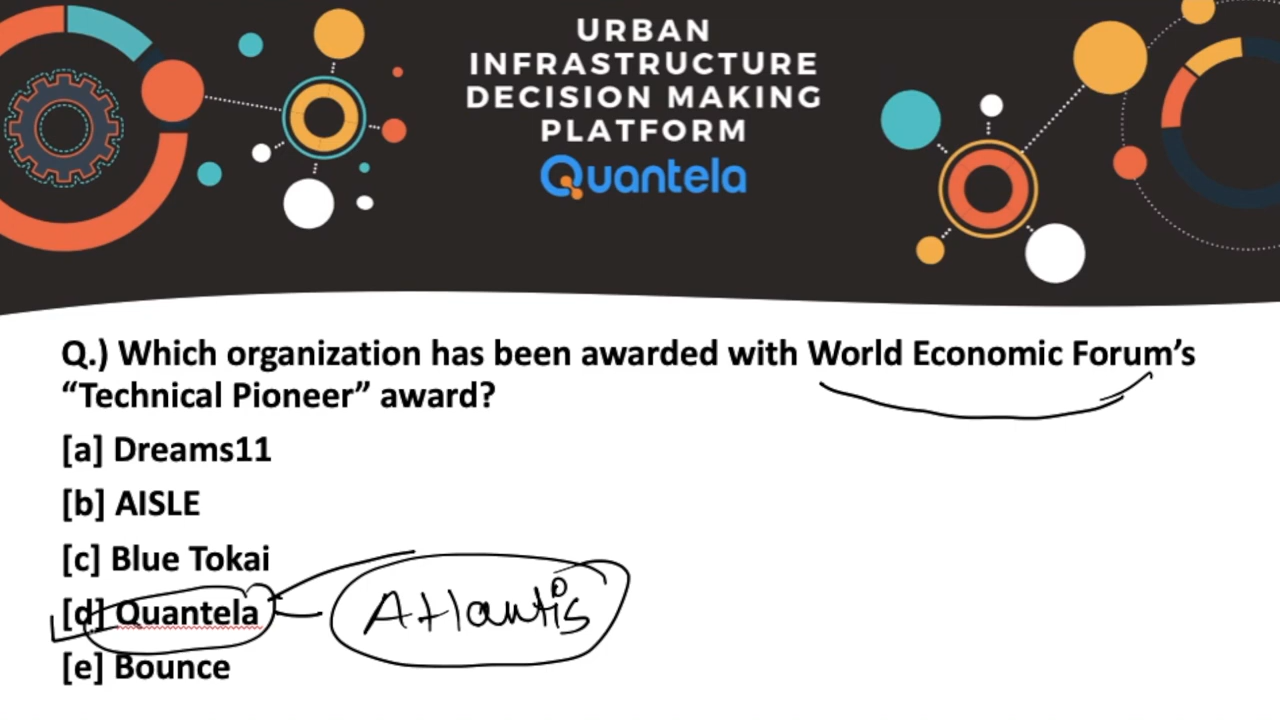 URBAN
INFRASTRUCTURE
DECISION MAKING
PLATFORM
Quantela
Q.) Which organization has been awarded with World Economic Forum’s
“Technical Pioneer” award?
[a] Dreams11
[b] AISLE
[c] Blue Tokai
[d] Quantela Atlantis
[e] Bounce